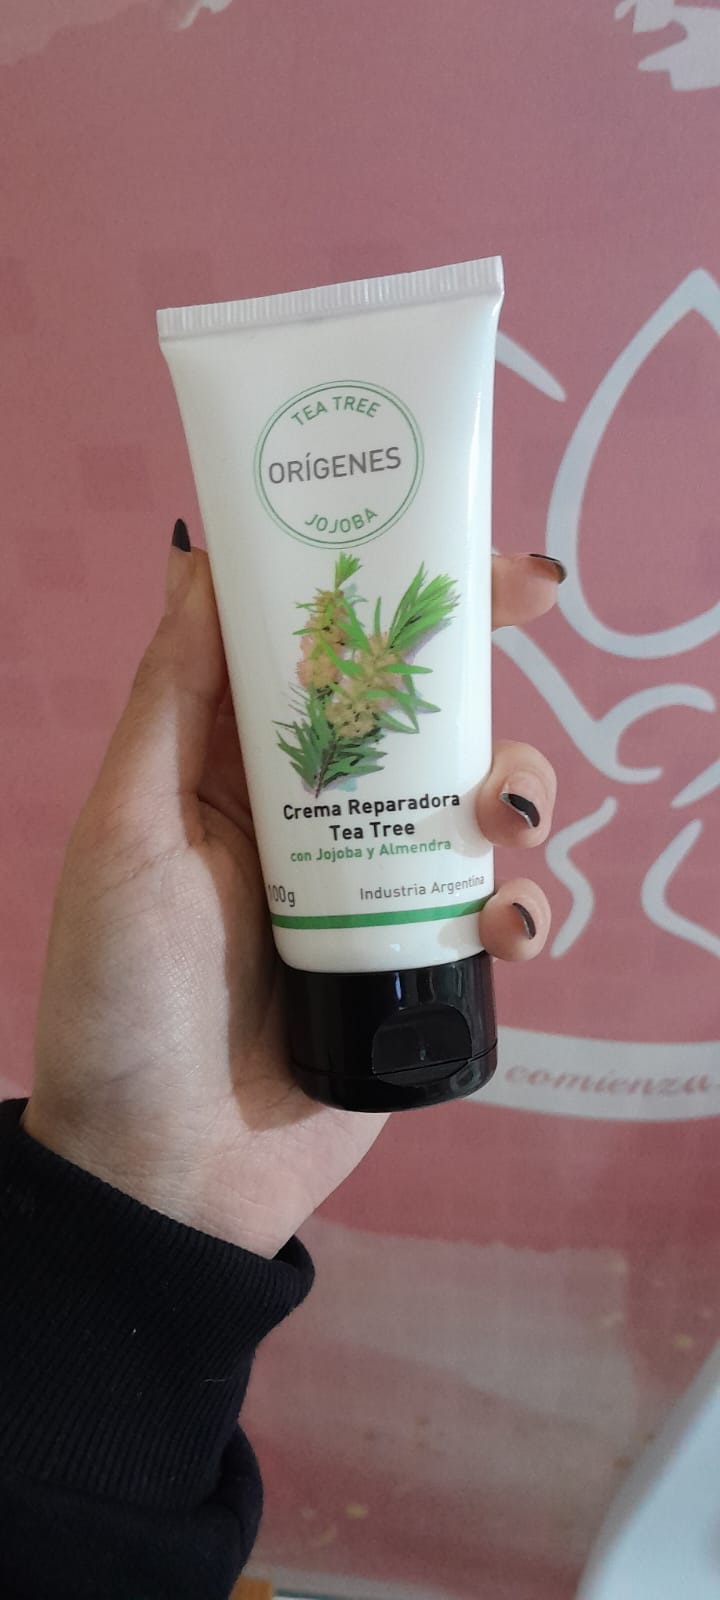 TEA TREE
ORÍGENES
JOJOBA
Crema Reparadora
Tea Tree
con Jojoba y Almendra
100g
Industria Argentina
comienza